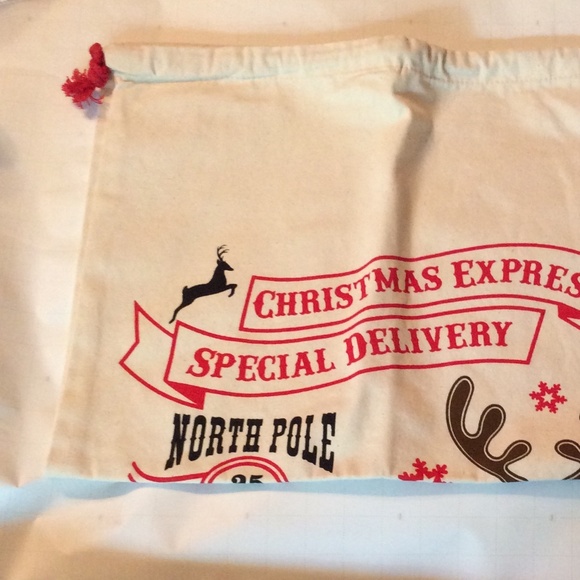 CHRISTMAS EXPRES
SPECIAL DELIVERY
NORTH POLE
25